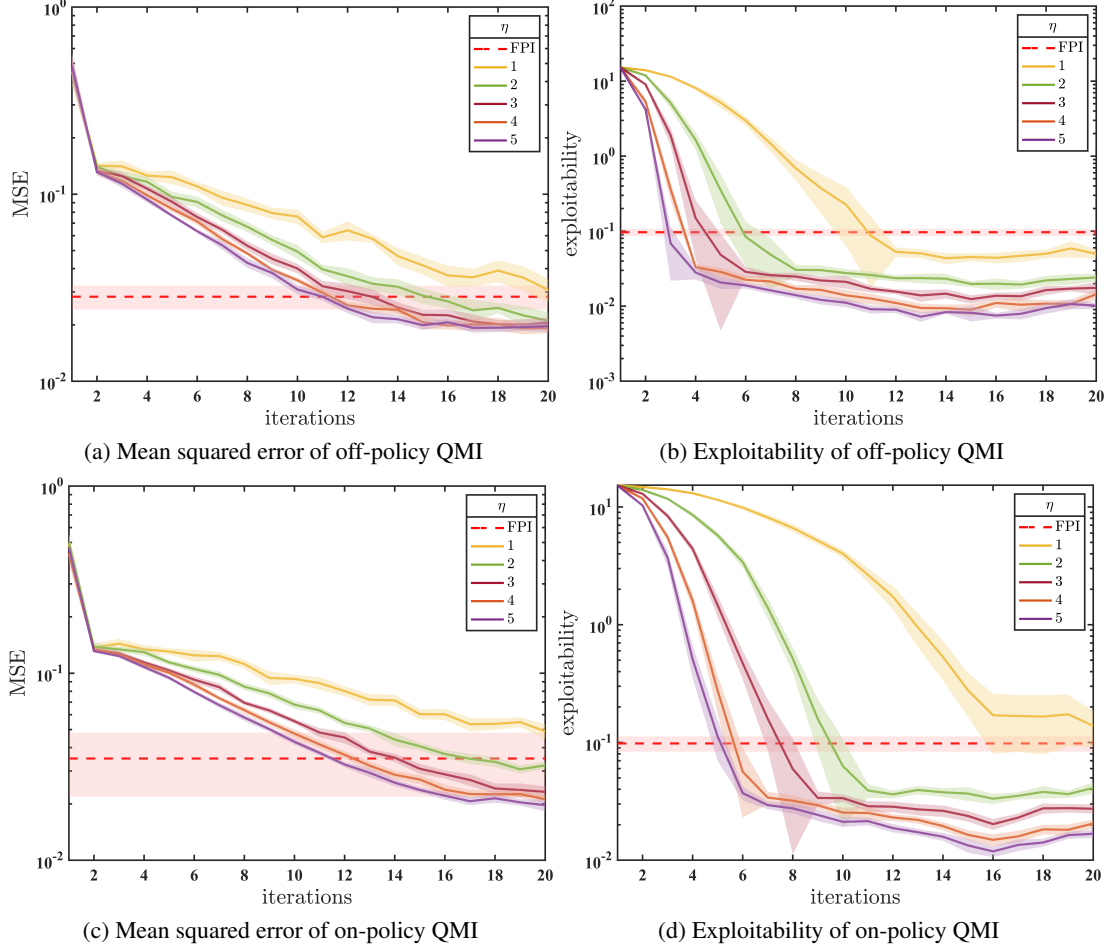 10^0
10^-1
10^-2
MSE
2 4 6 8 10 12 14 16 18 20
iterations
η
FPI
1
2
3
4
5
(a) Mean squared error of off-policy QMI
10^2
10^1
10^0
10^-1
10^-2
10^-3
exploitability
2 4 6 8 10 12 14 16 18 20
iterations
η
FPI
1
2
3
4
5
(b) Exploitability of off-policy QMI
10^0
10^-1
10^-2
MSE
2 4 6 8 10 12 14 16 18 20
iterations
η
FPI
1
2
3
4
5
(c) Mean squared error of on-policy QMI
10^1
10^0
10^-1
10^-2
exploitability
2 4 6 8 10 12 14 16 18 20
iterations
η
FPI
1
2
3
4
5
(d) Exploitability of on-policy QMI